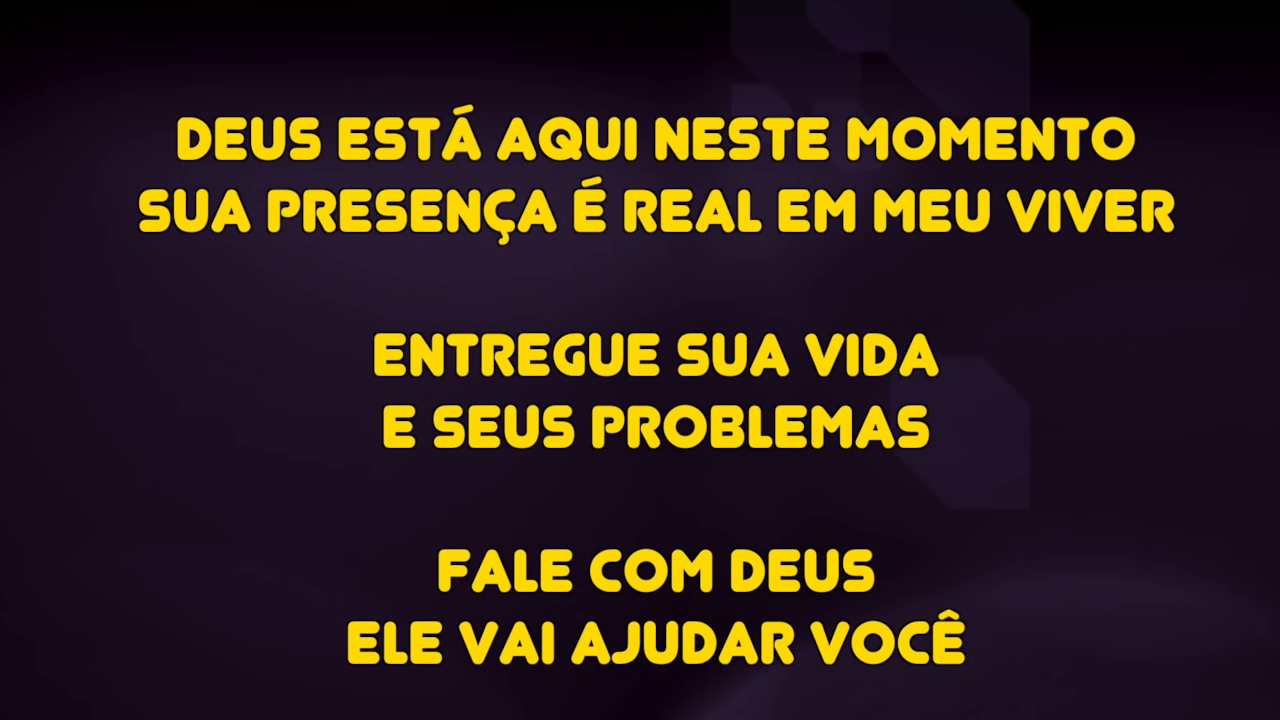 DEUS ESTÁ AQUI NESTE MOMENTO
SUA PRESENÇA É REAL EM MEU VIVER
ENTREGUE SUA VIDA
E SEUS PROBLEMAS
FALE COM DEUS
ELE VAI AJUDAR VOCÊ